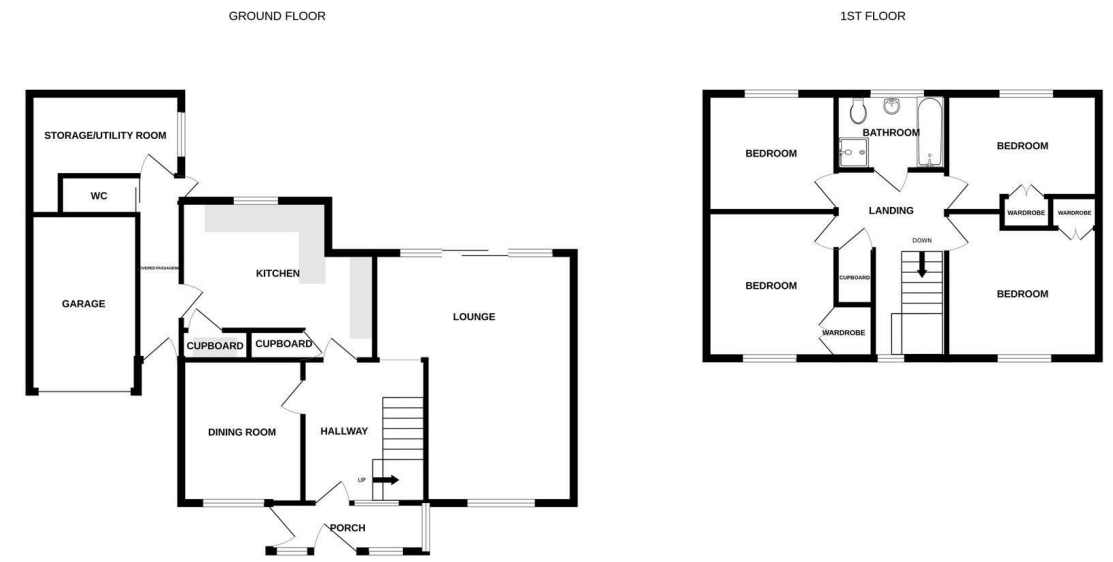 GROUND FLOOR
1ST FLOOR
STORAGE/UTILITY ROOM
WC
GARAGE
KITCHEN
LOUNGE
CUPBOARD
CUPBOARD
DINING ROOM
HALLWAY
UP
PORCH
BEDROOM
BATHROOM
BEDROOM
LANDING
WARDROBE
WARDROBE
DOWN
BEDROOM
CUPBOARD
BEDROOM
WARDROBE